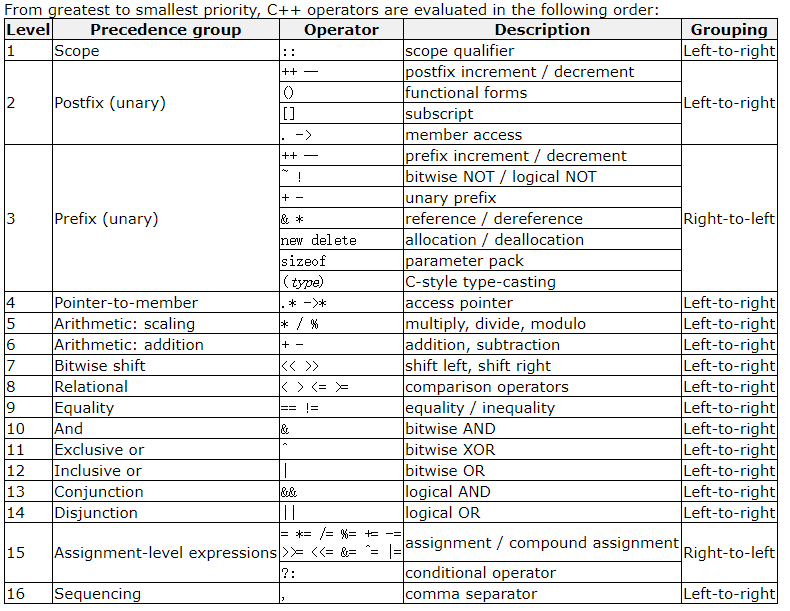 From greatest to smallest priority, C++ operators are evaluated in the following order:
Level Precedence group Operator Description Grouping
1 Scope :: scope qualifier Left-to-right
2 Postfix (unary) ++ — postfix increment / decrement Left-to-right
() functional forms
[] subscript
. -> member access
3 Prefix (unary) ++ — prefix increment / decrement Right-to-left
~ ! bitwise NOT / logical NOT
+ - unary prefix
& * reference / dereference
new delete allocation / deallocation
sizeof parameter pack
(type) C-style type-casting
4 Pointer-to-member .* ->* access pointer Left-to-right
5 Arithmetic: scaling * / % multiply, divide, modulo Left-to-right
6 Arithmetic: addition + - addition, subtraction Left-to-right
7 Bitwise shift << >> shift left, shift right Left-to-right
8 Relational < > <= >= comparison operators Left-to-right
9 Equality == != equality / inequality Left-to-right
10 And & bitwise AND Left-to-right
11 Exclusive or ^ bitwise XOR Left-to-right
12 Inclusive or | bitwise OR Left-to-right
13 Conjunction && logical AND Left-to-right
14 Disjunction || logical OR Left-to-right
15 Assignment-level expressions = *= /= %= += -= assignment / compound assignment Right-to-left
>>= <<= &= ^= |=
?: conditional operator
16 Sequencing , comma separator Left-to-right